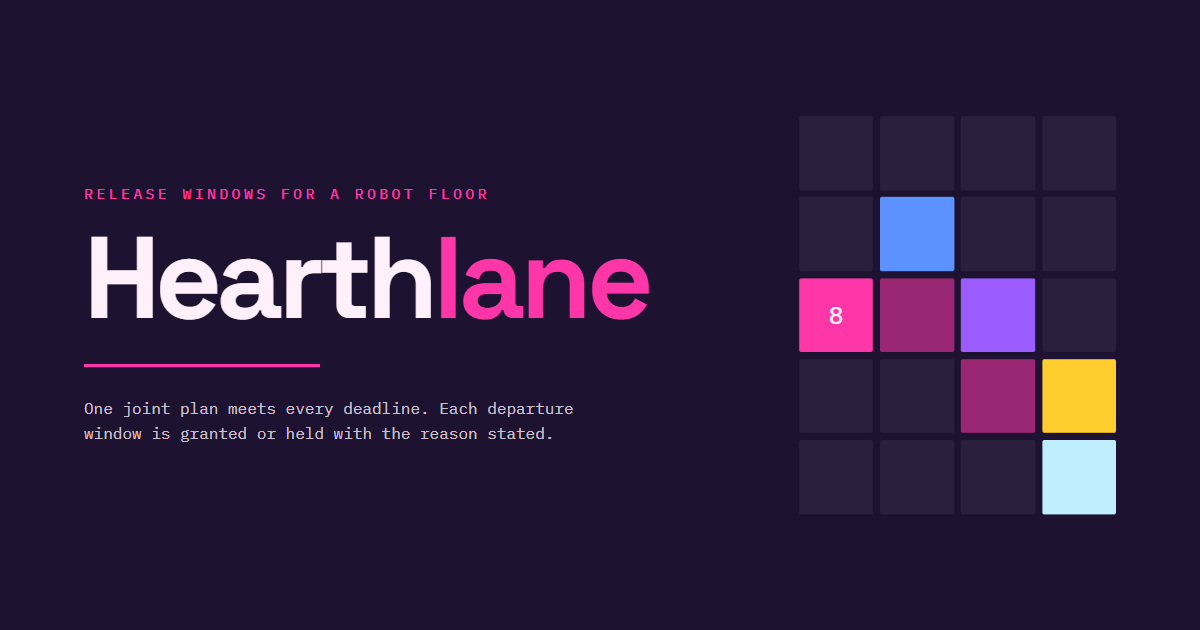 RELEASE WINDOWS FOR A ROBOT FLOOR
Hearthlane
One joint plan meets every deadline. Each departure
window is granted or held with the reason stated.
8